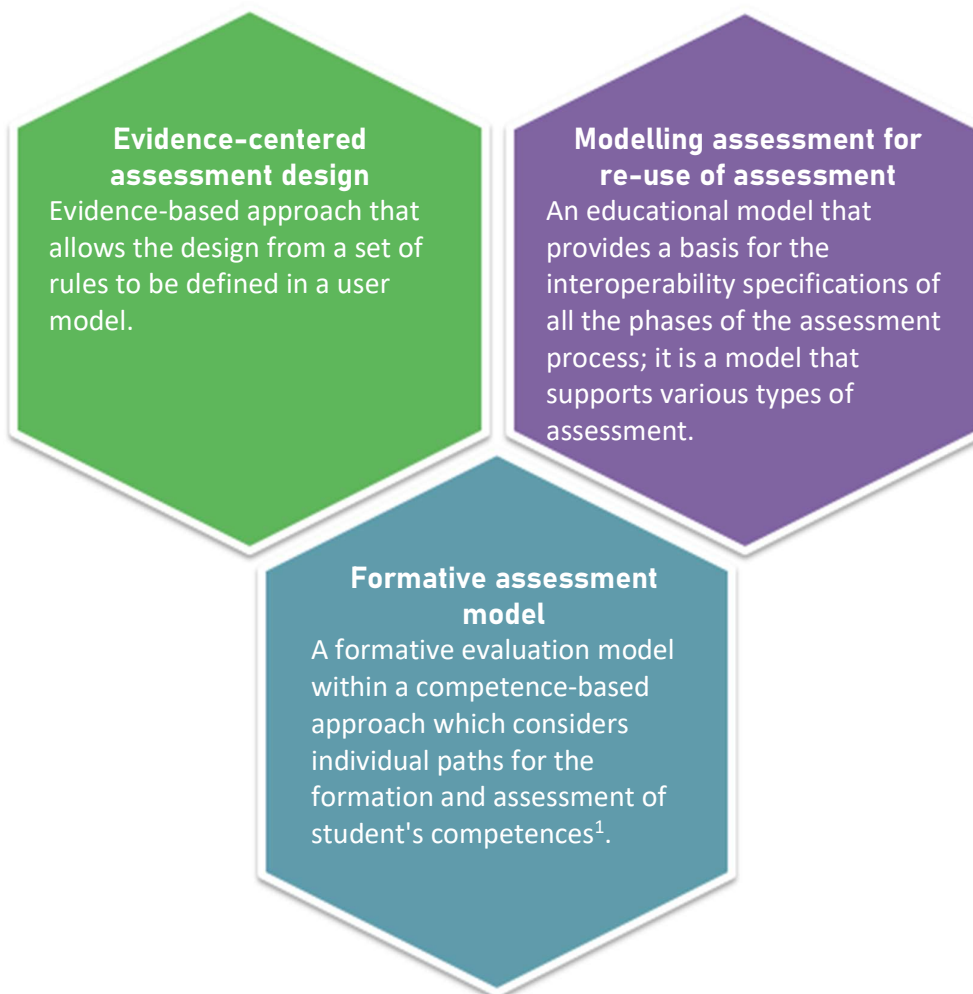 Evidence-centered
assessment design
Evidence-based approach that
allows the design from a set of
rules to be defined in a user
model.
Modelling assessment for
re-use of assessment
An educational model that
provides a basis for the
interoperability specifications of
all the phases of the assessment
process; it is a model that
supports various types of
assessment.
Formative assessment
model
A formative evaluation model
within a competence-based
approach which considers
individual paths for the
formation and assessment of
student's competences¹.